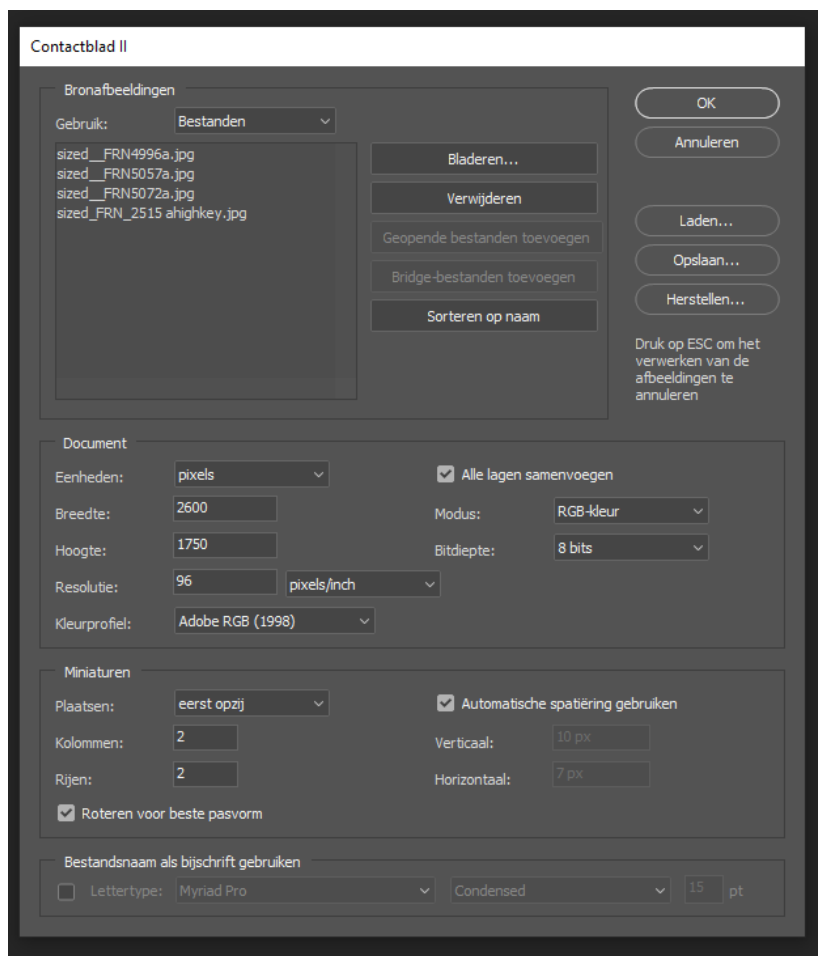 Contactblad II
Bronafbeeldingen
Gebruik: Bestanden
sized__FRN4996a.jpg
sized__FRN5057a.jpg
sized__FRN5072a.jpg
sized_FRN_2515 ahighkey.jpg
Bladeren...
Verwijderen
Geopende bestanden toevoegen
Bridge-bestanden toevoegen
Sorteren op naam
OK
Annuleren
Laden...
Opslaan...
Herstellen...
Druk op ESC om het
verwerken van de
afbeeldingen te
annuleren
Document
Eenheden: pixels
Breedte: 2600
Hoogte: 1750
Resolutie: 96 pixels/inch
Kleurprofiel: Adobe RGB (1998)
Alle lagen samenvoegen
Modus: RGB-kleur
Bitdiepte: 8 bits
Miniaturen
Plaatsen: eerst opzij
Kolommen: 2
Rijen: 2
Roteren voor beste pasvorm
Automatische spatiëring gebruiken
Verticaal: 10 px
Horizontaal: 7 px
Bestandsnaam als bijschrift gebruiken
Lettertype: Myriad Pro Condensed 15 pt